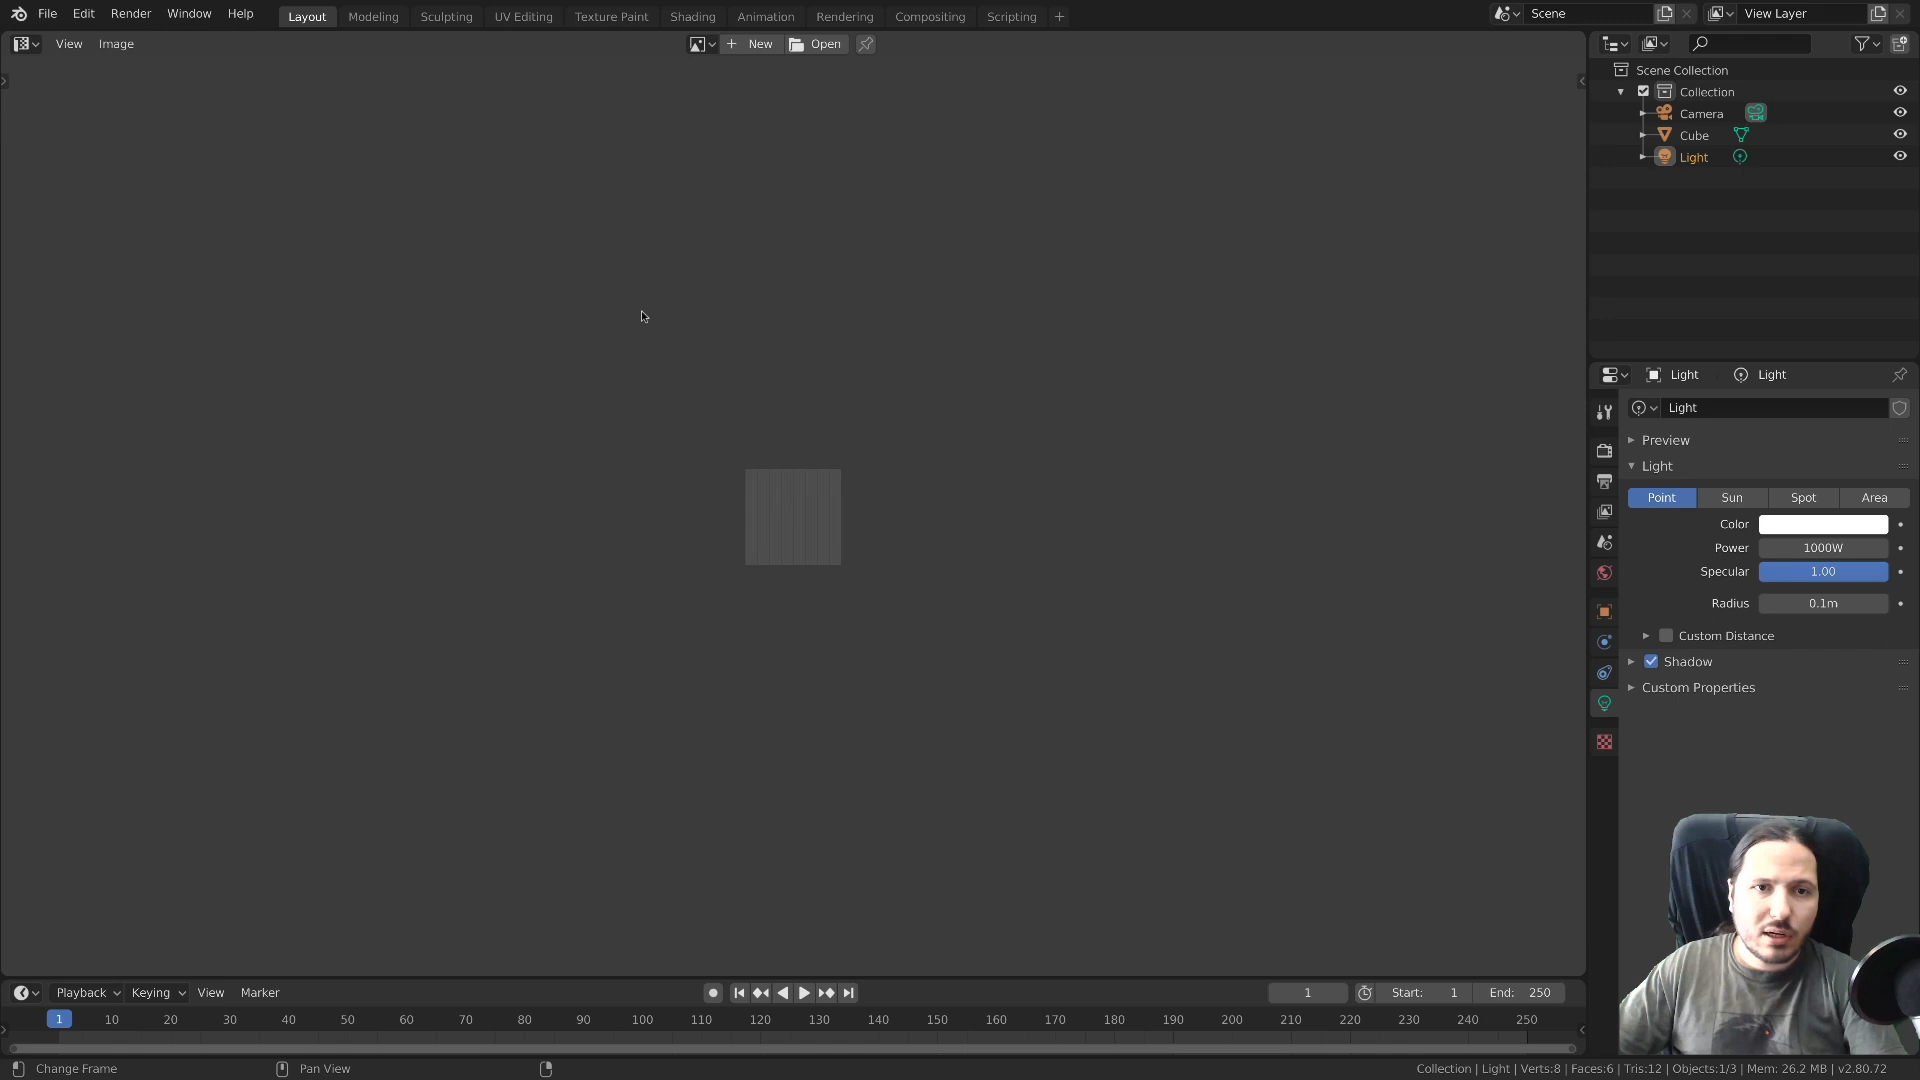 File Edit Render Window Help Layout Modeling Sculpting UV Editing Texture Paint Shading Animation Rendering Compositing Scripting + Scene View Layer
View Image New Open
Scene Collection
Collection
Camera
Cube
Light
Light Light
Light
Preview
Light
Point Sun Spot Area
Color
Power 1000W
Specular 1.00
Radius 0.1m
Custom Distance
Shadow
Custom Properties
Playback Keying View Marker 1 Start: 1 End: 250
1 10 20 30 40 50 60 70 80 90 100 110 120 130 140 150 160 170 180 190 200 210 220 230 240 250
Change Frame Pan View Collection | Light | Verts:8 | Faces:6 | Tris:12 | Objects:1/3 | Mem: 26.2 MB | v2.80.72